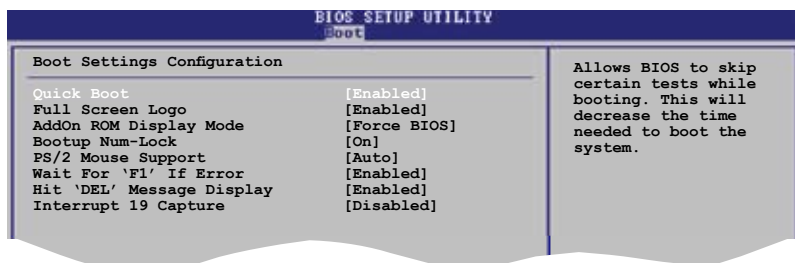 BIOS SETUP UTILITY
Boot
Boot Settings Configuration
Quick Boot [Enabled]
Full Screen Logo [Enabled]
AddOn ROM Display Mode [Force BIOS]
Bootup Num-Lock [On]
PS/2 Mouse Support [Auto]
Wait For ‘F1’ If Error [Enabled]
Hit ‘DEL’ Message Display [Enabled]
Interrupt 19 Capture [Disabled]
Allows BIOS to skip
certain tests while
booting. This will
decrease the time
needed to boot the
system.